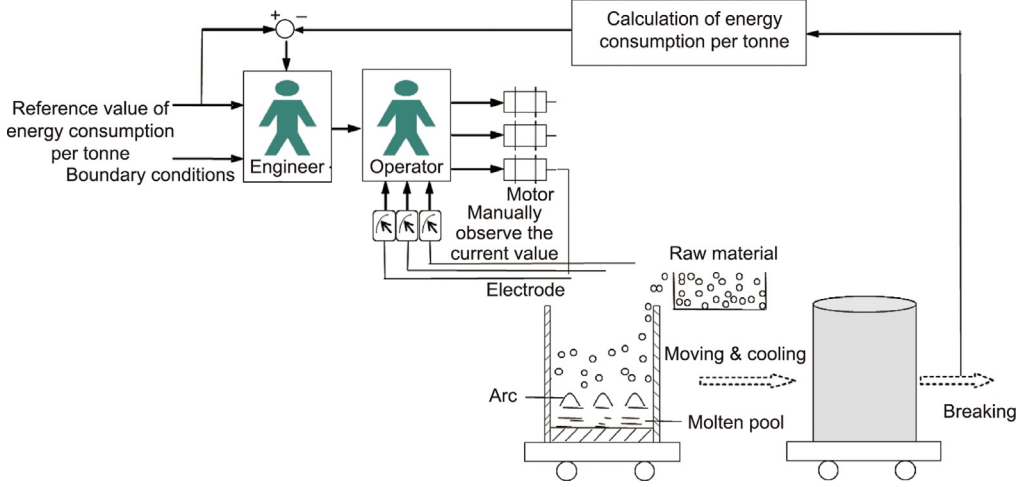 Calculation of energy
consumption per tonne
+
−
Reference value of
energy consumption
per tonne
Boundary conditions
Engineer
Operator
Motor
Manually
observe the
current value
Electrode
Raw material
Moving & cooling
Arc
Molten pool
Breaking